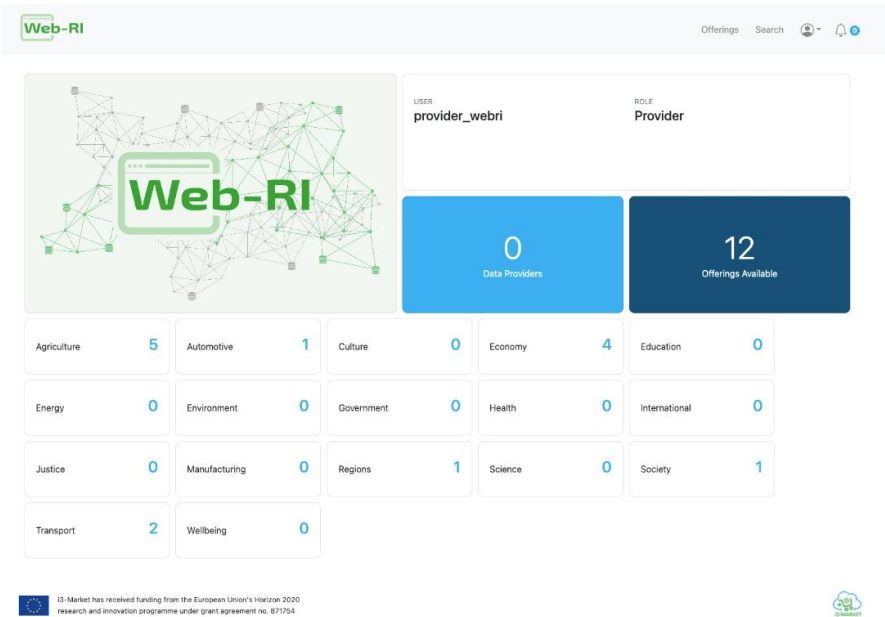 Web-RI
Offerings Search
0
Web-RI
USER
provider_webri
ROLE
Provider
0
Data Providers
12
Offerings Available
Agriculture 5
Automotive 1
Culture 0
Economy 4
Education 0
Energy 0
Environment 0
Government 0
Health 0
International 0
Justice 0
Manufacturing 0
Regions 1
Science 0
Society 1
Transport 2
Wellbeing 0
i3-Market has received funding from the European Union's Horizon 2020
research and innovation programme under grant agreement no. 871754
i3-MARKET